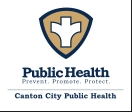 Public Health
Prevent. Promote. Protect.
Canton City Public Health